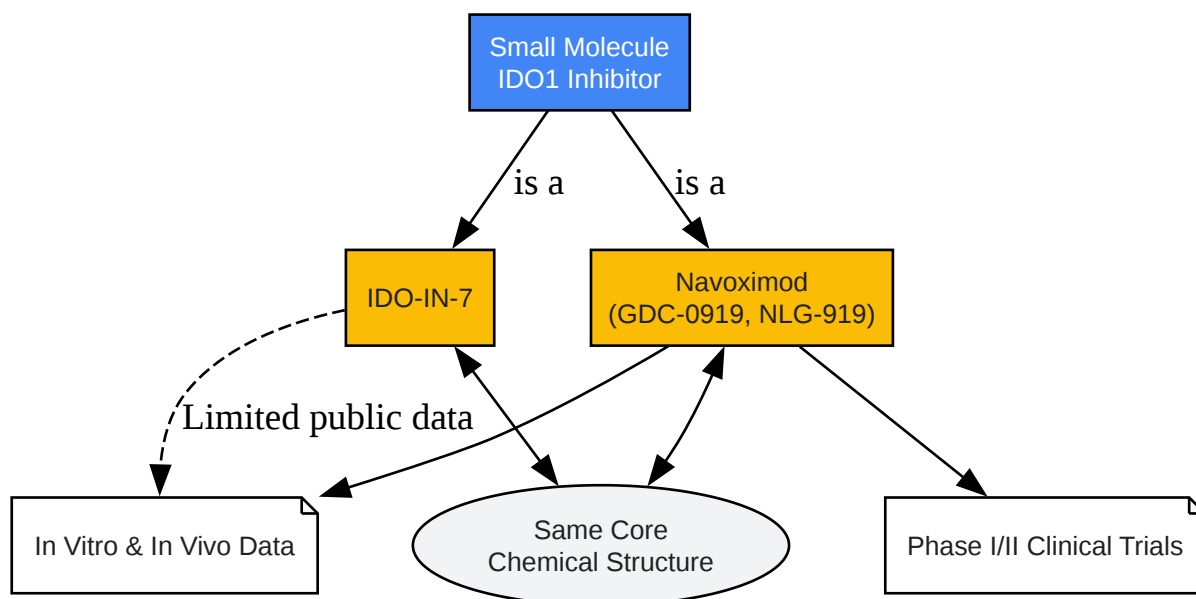 Small Molecule
IDO1 Inhibitor
is a
is a
IDO-IN-7
Navoximod
(GDC-0919, NLG-919)
Limited public data
In Vitro & In Vivo Data
Same Core
Chemical Structure
Phase I/II Clinical Trials